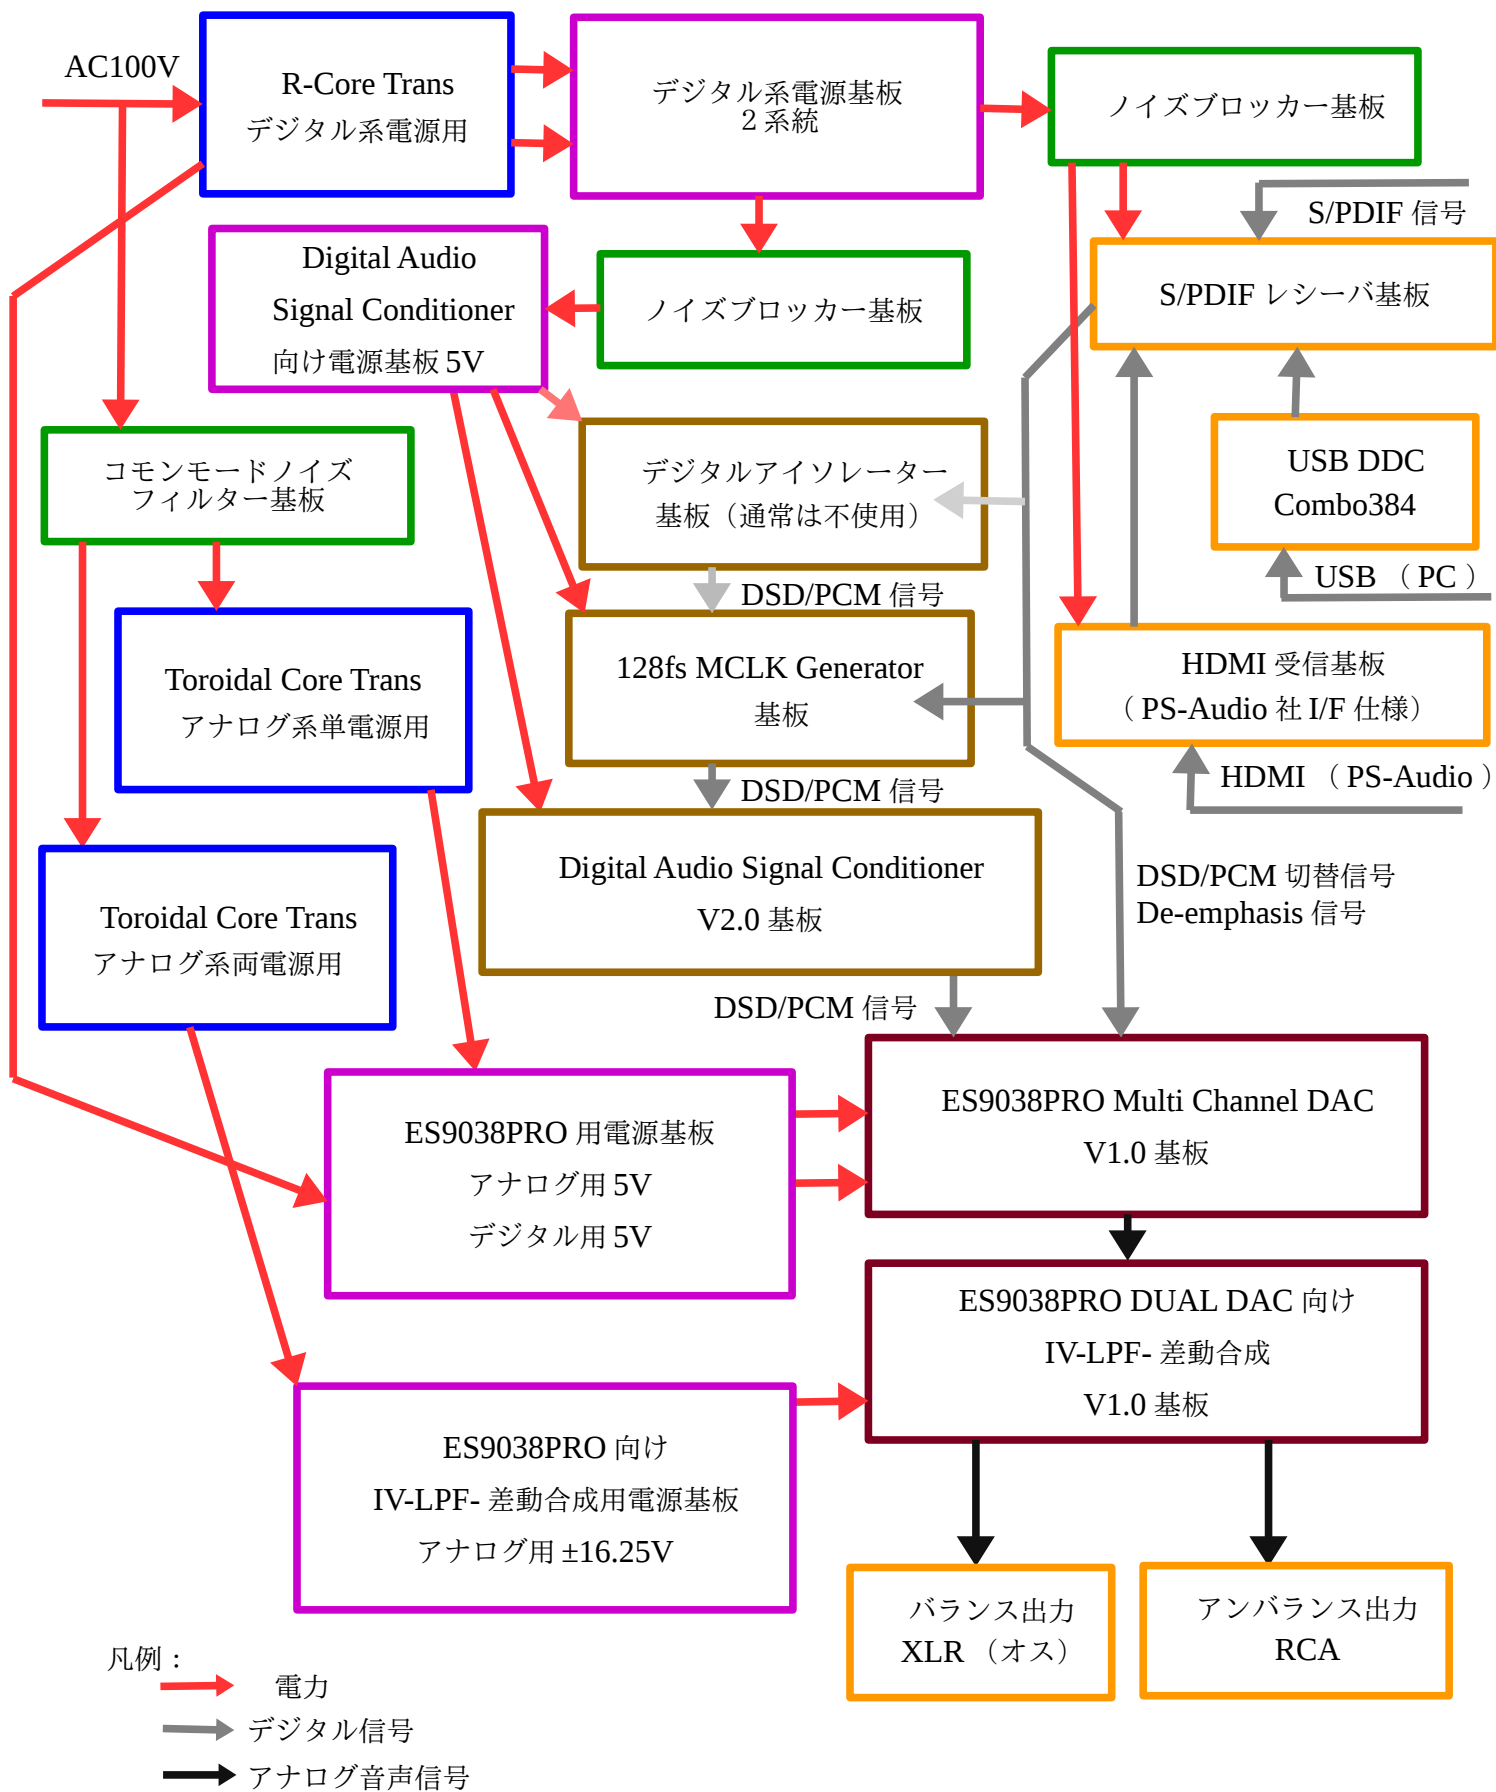 AC100V
R-Core Trans
デジタル系電源用
デジタル系電源基板
２系統
ノイズブロッカー基板
S/PDIF 信号
Digital Audio
Signal Conditioner
向け電源基板 5V
ノイズブロッカー基板
S/PDIF レシーバ基板
コモンモードノイズ
フィルター基板
デジタルアイソレーター
基板（通常は不使用）
USB DDC
Combo384
USB （ PC ）
DSD/PCM 信号
Toroidal Core Trans
アナログ系単電源用
128fs MCLK Generator
基板
HDMI 受信基板
（ PS-Audio 社 I/F 仕様）
HDMI （ PS-Audio ）
DSD/PCM 信号
Toroidal Core Trans
アナログ系両電源用
Digital Audio Signal Conditioner
V2.0 基板
DSD/PCM 切替信号
De-emphasis 信号
DSD/PCM 信号
ES9038PRO 用電源基板
アナログ用 5V
デジタル用 5V
ES9038PRO Multi Channel DAC
V1.0 基板
ES9038PRO DUAL DAC 向け
IV-LPF- 差動合成
V1.0 基板
ES9038PRO 向け
IV-LPF- 差動合成用電源基板
アナログ用 ±16.25V
バランス出力
XLR （オス）
アンバランス出力
RCA
凡例：
電力
デジタル信号
アナログ音声信号